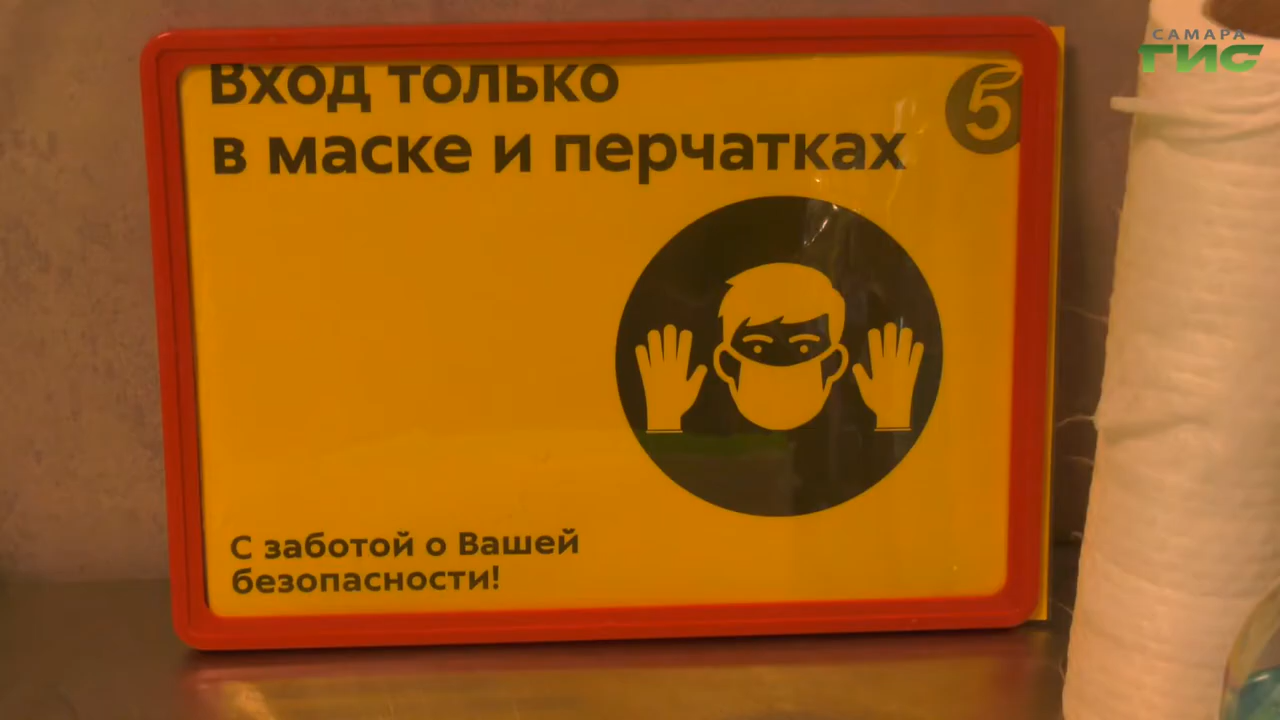 САМАРА
ГИС
Вход только
5
в маске и перчатках
С заботой о Вашей
безопасности!